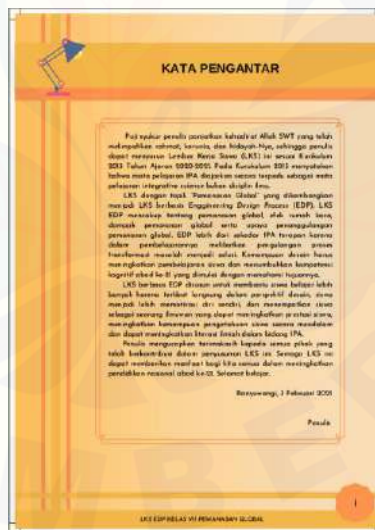 KATA PENGANTAR
Puji syukur penulis panjatkan kehadirat Allah SWT yang telah
melimpahkan rahmat, karunia, dan hidayah-Nya, sehingga penulis
dapat menyusun Lembar Kerja Siswa (LKS) ini sesuai Kurikulum
2013 Tahun Ajaran 2020-2021. Pada Kurikulum 2013 menyatakan
bahwa mata pelajaran IPA diajarkan secara terpadu sebagai mata
pelajaran integrative science bukan disiplin ilmu.
LKS dengan topik "Pemanasan Global" yang dikembangkan
menjadi LKS berbasis Engginering Design Process (EDP). LKS
EDP mencakup tentang pemanasan global, efek rumah kaca,
dampak pemanasan global serta upaya penanggulangan
pemanasan global. EDP lebih dari sekedar IPA terapan karena
dalam pembelajarannya melibatkan pengulangan proses
transformasi masalah menjadi solusi. Kemampuan desain harus
meningkatkan pembelajaran siswa dan menumbuhkan kompetensi
kognitif abad ke-21 yang dimulai dengan memahami tujuannya.
LKS berbasis EDP disusun untuk membantu siswa belajar lebih
banyak karena terlibat langsung dalam perspektif desain, siswa
menjadi lebih memotivasi diri sendiri, dan menempatkan siswa
sebagai seorang ilmuwan yang dapat meningkatkan prestasi siswa,
meningkatkan kemampuan pengetahuan siswa secara mendalam
dan dapat meningkatkan literasi ilmiah dalam bidang IPA.
Penulis mengucapkan terimakasih kepada semua pihak yang
telah berkontribusi dalam penyusunan LKS ini. Semoga LKS ini
dapat memberikan manfaat bagi kita semua dalam meningkatkan
pendidikan nasional abad ke-21. Selamat belajar.
Banyuwangi, Februari 2021
Penulis
i
LKS EDP KELAS VII PEMANASAN GLOBAL